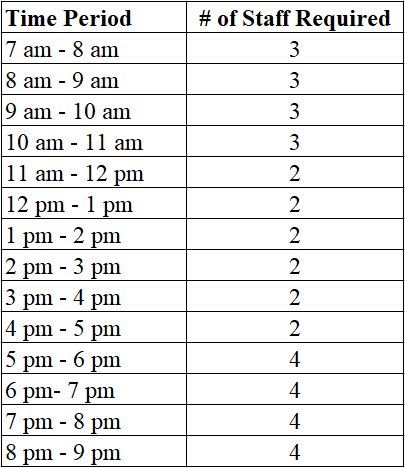 Time Period # of Staff Required
7 am - 8 am 3
8 am - 9 am 3
9 am - 10 am 3
10 am - 11 am 3
11 am - 12 pm 2
12 pm - 1 pm 2
1 pm - 2 pm 2
2 pm - 3 pm 2
3 pm - 4 pm 2
4 pm - 5 pm 2
5 pm - 6 pm 4
6 pm- 7 pm 4
7 pm - 8 pm 4
8 pm - 9 pm 4